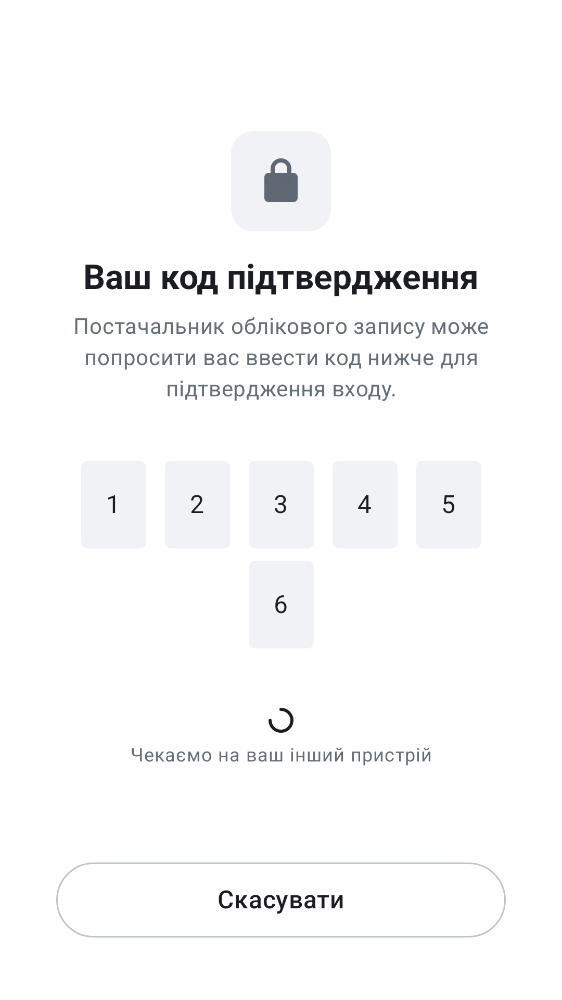 Ваш код підтвердження
Постачальник облікового запису може
попросити вас ввести код нижче для
підтвердження входу.
1 2 3 4 5
6
Чекаємо на ваш інший пристрій
Скасувати